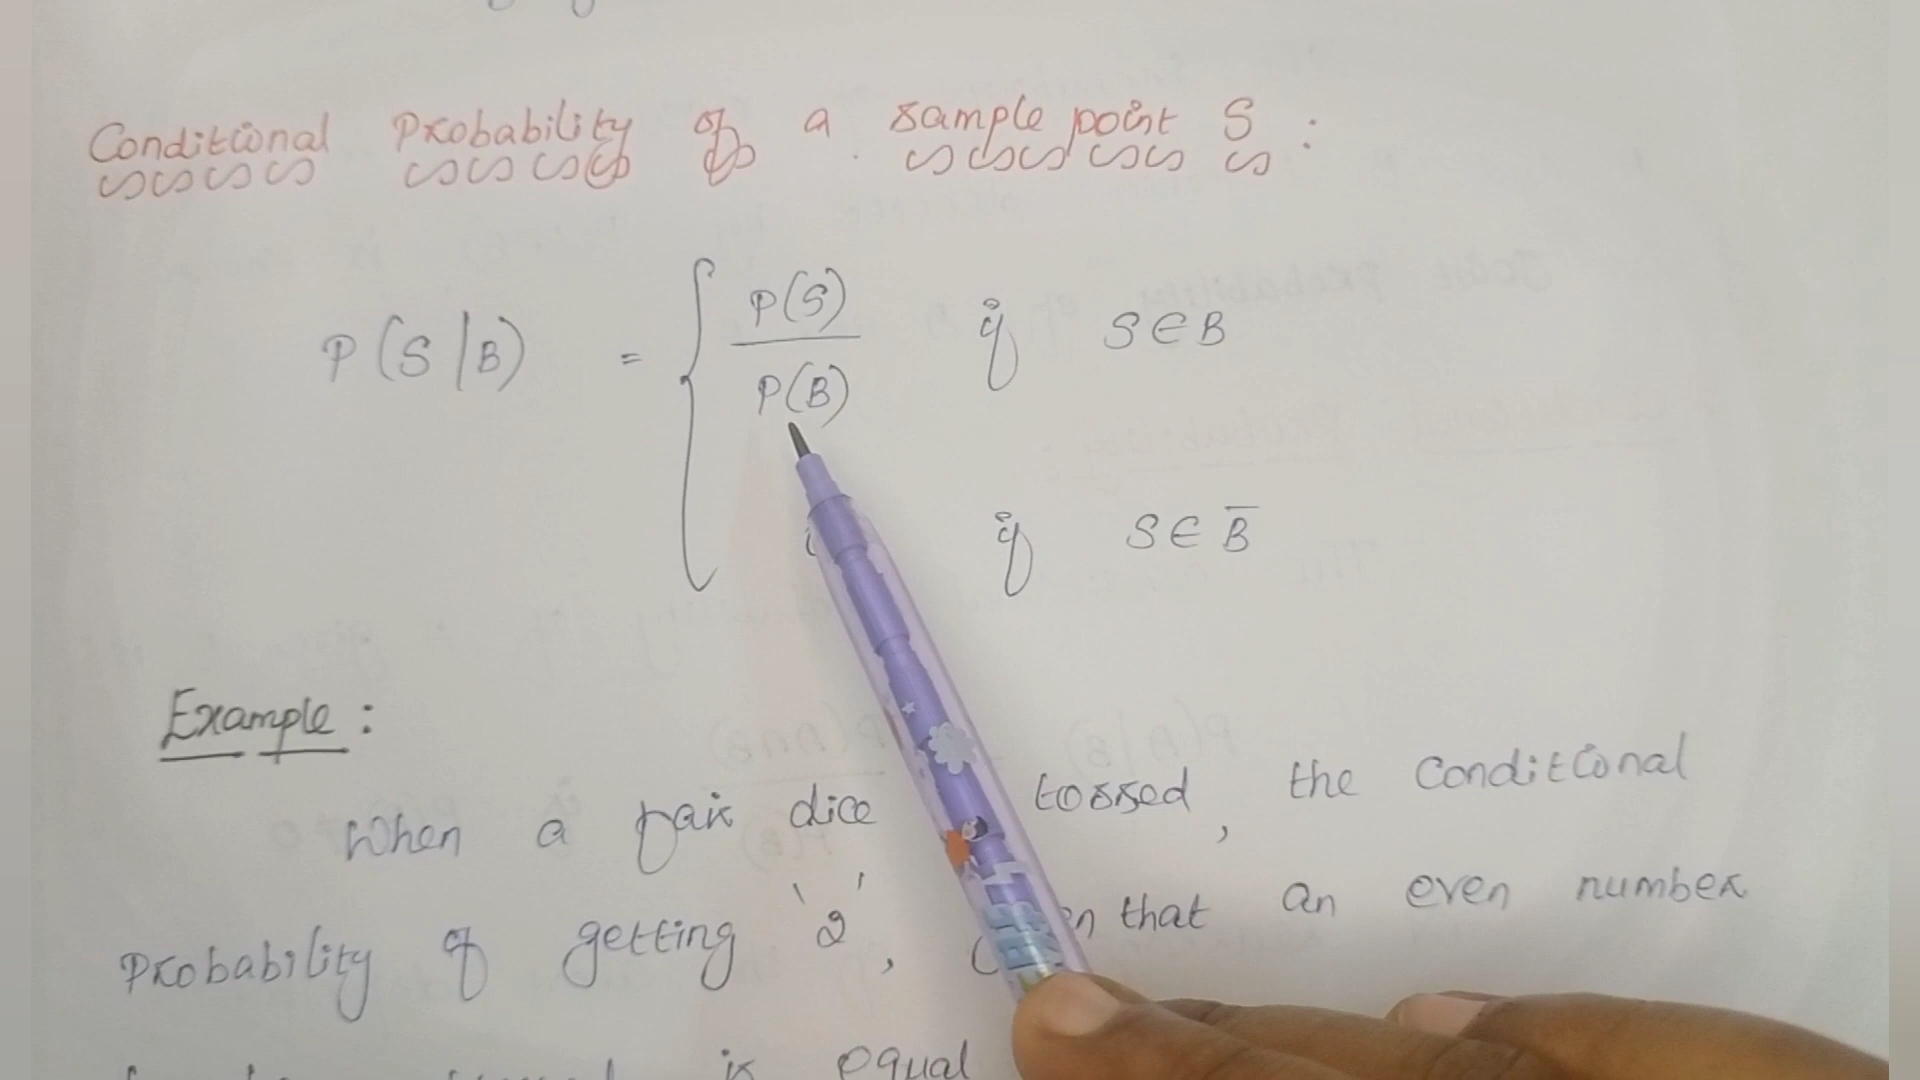 Conditional Probability of a sample point S :
P(S|B) = { P(S) / P(B) if S∈B
if S∈B̅
Example :
When a fair dice tossed, the conditional
Probability of getting '2', that an even number
is equal